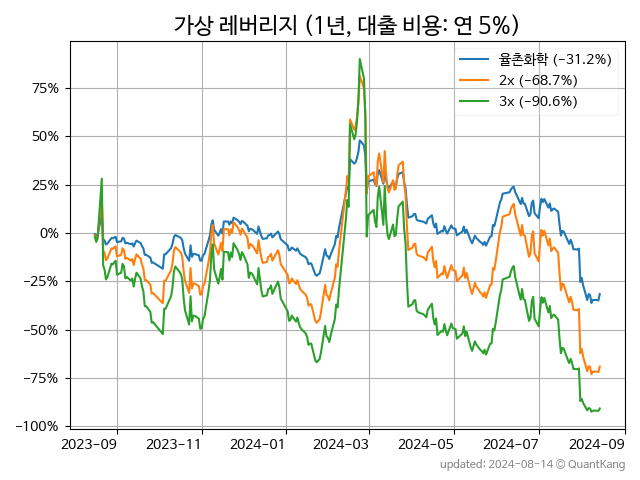 가상 레버리지 (1년, 대출 비용: 연 5%)
율촌화학 (−31.2%)
2x (−68.7%)
3x (−90.6%)
75%
50%
25%
0%
−25%
−50%
−75%
−100%
2023-09 2023-11 2024-01 2024-03 2024-05 2024-07 2024-09
updated: 2024-08-14 © QuantKang